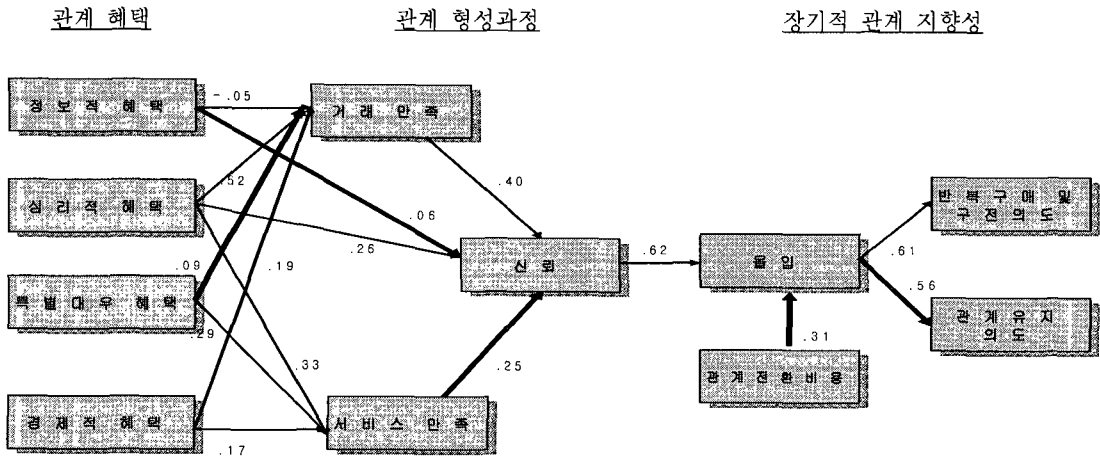 관계 혜택
관계 형성과정
장기적 관계 지향성
정보적 혜택
-.05
거래 만족
.52
.40
심리적 혜택
.06
.26
반복구매 및
구전의도
.09
.19
신뢰
.62
몰입
.61
특별대우 혜택
.56
.29
.33
.25
.31
관계유지
의도
관계전환비용
경제적 혜택
.17
서비스 만족